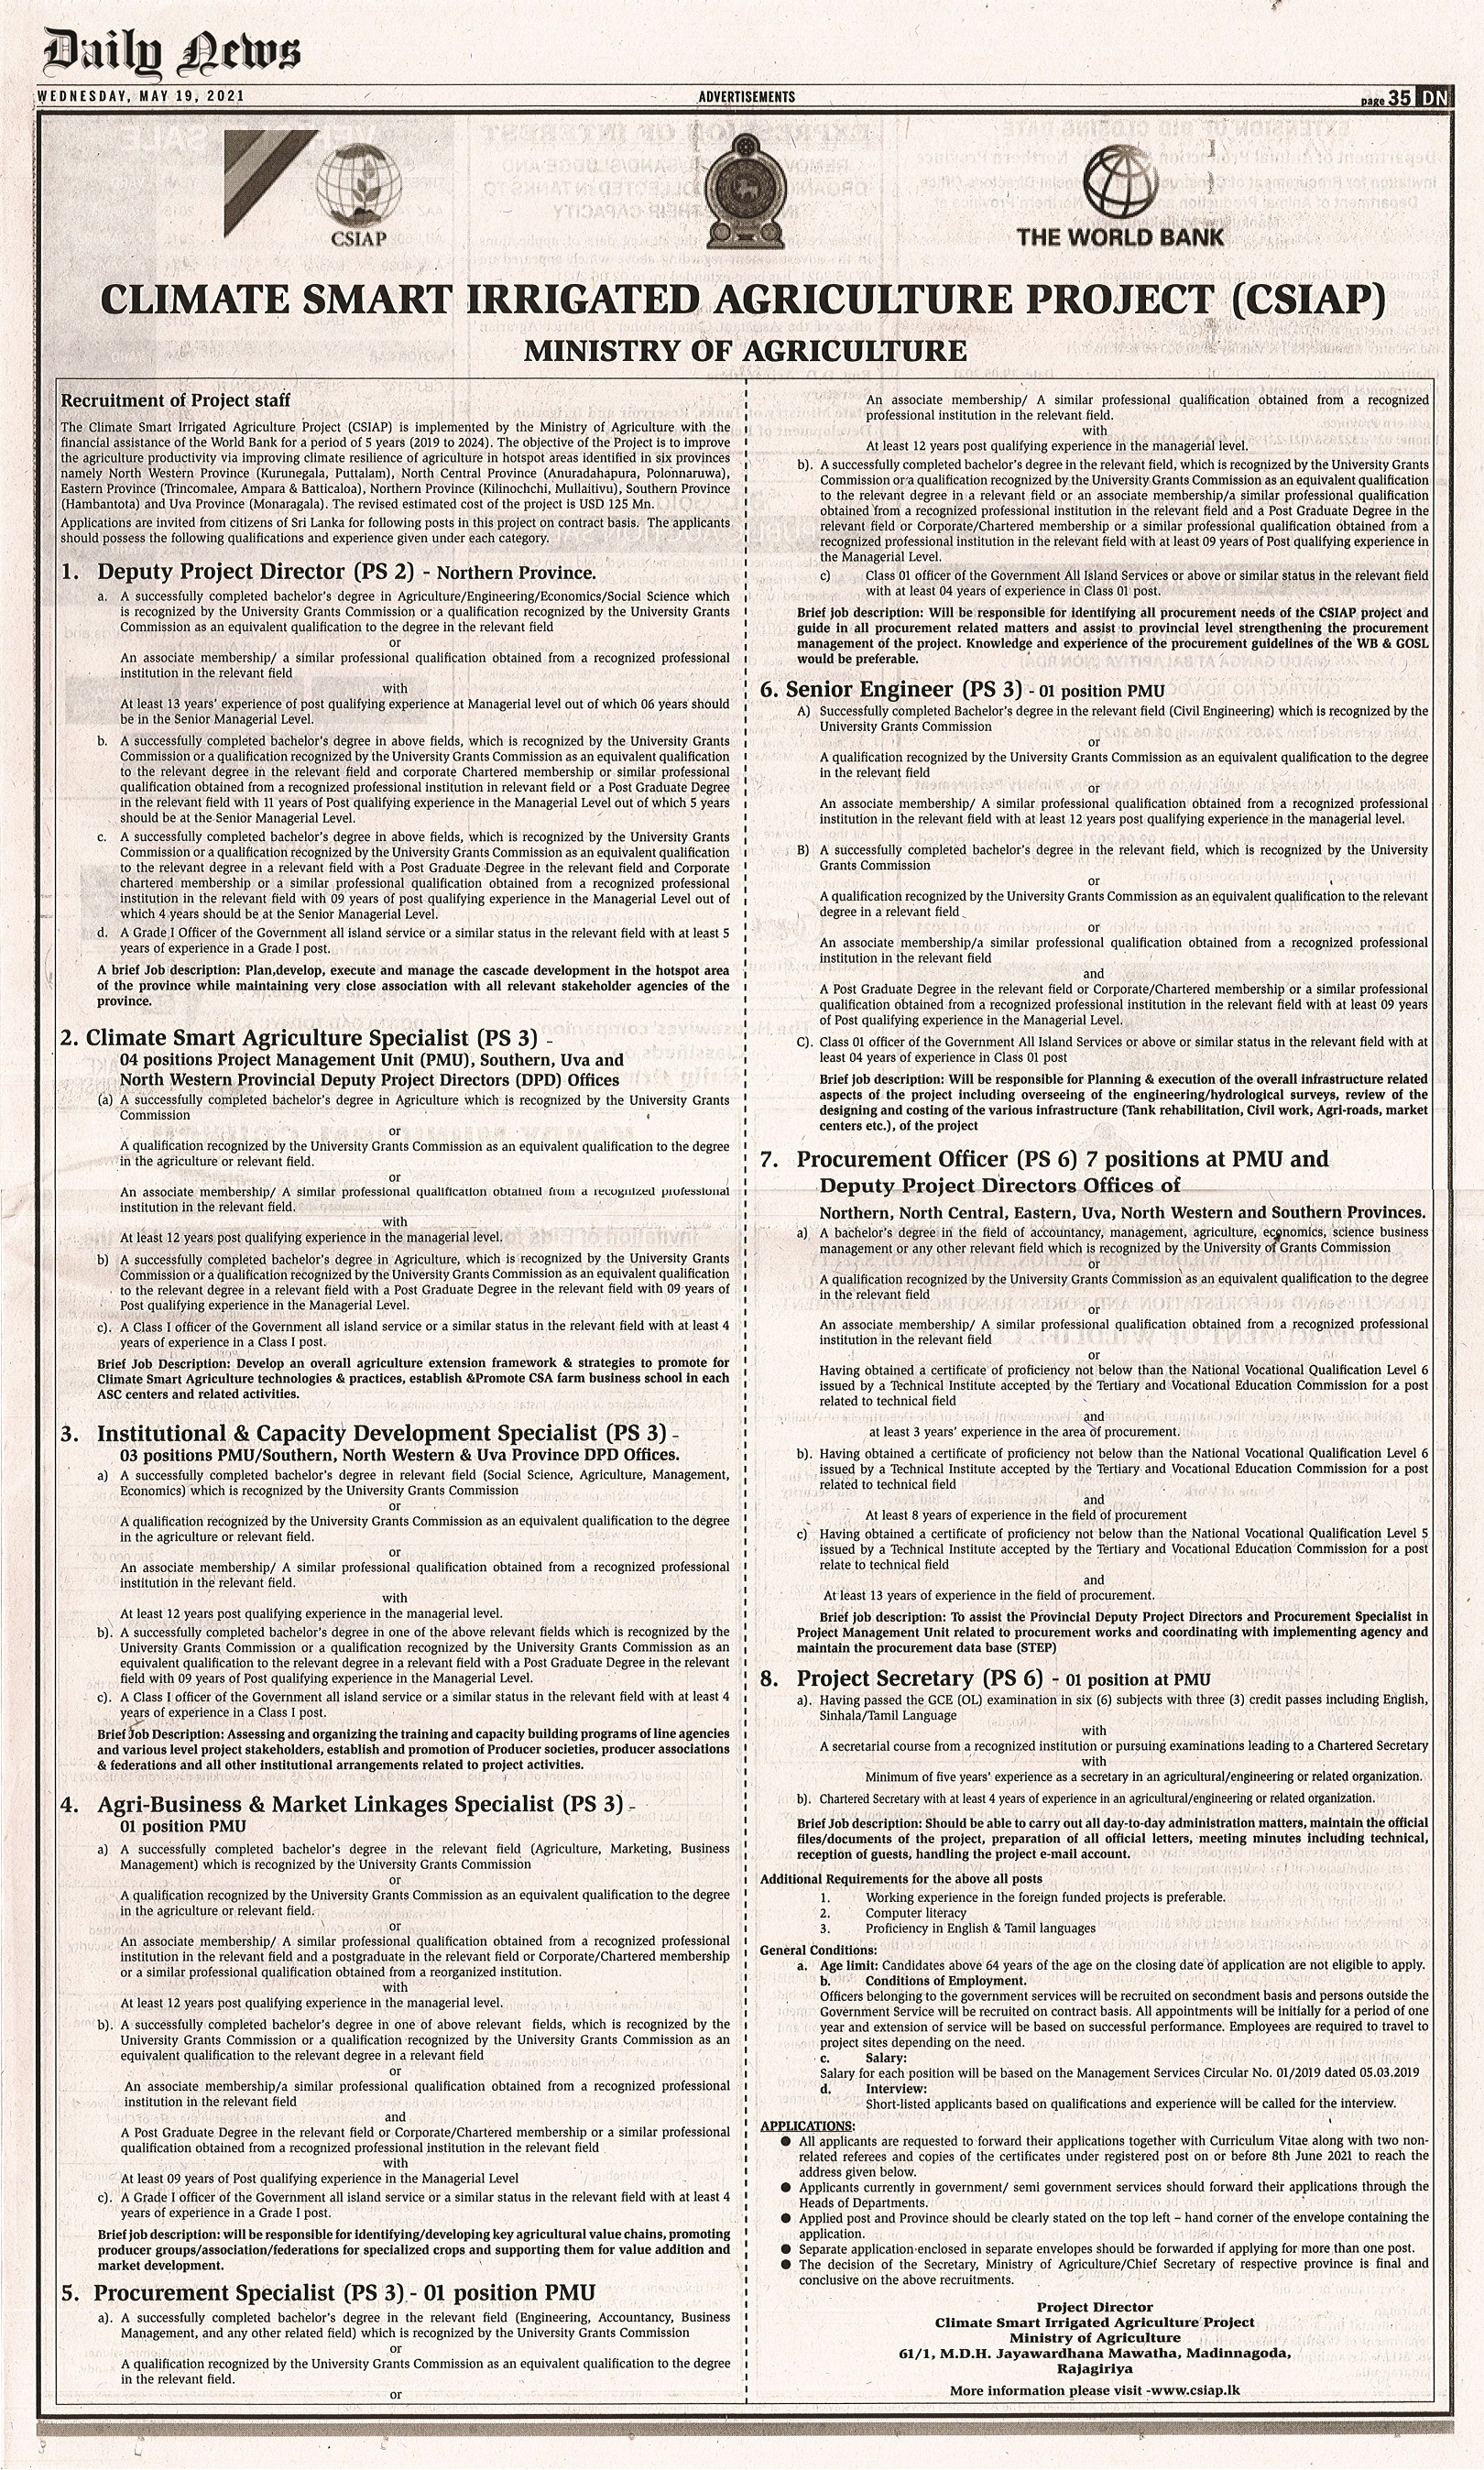 Daily News
WEDNESDAY, MAY 19, 2021
ADVERTISEMENTS
page 35 DN
CSIAP
THE WORLD BANK
CLIMATE SMART IRRIGATED AGRICULTURE PROJECT (CSIAP)
MINISTRY OF AGRICULTURE
Recruitment of Project staff
The Climate Smart Irrigated Agriculture Project (CSIAP) is implemented by the Ministry of Agriculture with the
financial assistance of the World Bank for a period of 5 years (2019 to 2024). The objective of the Project is to improve
the agriculture productivity via improving climate resilience of agriculture in hotspot areas identified in six provinces
namely North Western Province (Kurunegala, Puttalam), North Central Province (Anuradahapura, Polonnaruwa),
Eastern Province (Trincomalee, Ampara & Batticaloa), Northern Province (Kilinochchi, Mullaitivu), Southern Province
(Hambantota) and Uva Province (Monaragala). The revised estimated cost of the project is USD 125 Mn.
Applications are invited from citizens of Sri Lanka for following posts in this project on contract basis. The applicants
should possess the following qualifications and experience given under each category.
1. Deputy Project Director (PS 2) - Northern Province.
a. A successfully completed bachelor's degree in Agriculture/Engineering/Economics/Social Science which
is recognized by the University Grants Commission or a qualification recognized by the University Grants
Commission as an equivalent qualification to the degree in the relevant field
or
An associate membership/ a similar professional qualification obtained from a recognized professional
institution in the relevant field
with
At least 13 years' experience of post qualifying experience at Managerial level out of which 06 years should
be in the Senior Managerial Level.
b. A successfully completed bachelor's degree in above fields, which is recognized by the University Grants
Commission or a qualification recognized by the University Grants Commission as an equivalent qualification
to the relevant degree in the relevant field and corporate Chartered membership or similar professional
qualification obtained from a recognized professional institution in relevant field or a Post Graduate Degree
in the relevant field with 11 years of Post qualifying experience in the Managerial Level out of which 5 years
should be at the Senior Managerial Level.
c. A successfully completed bachelor's degree in above fields, which is recognized by the University Grants
Commission or a qualification recognized by the University Grants Commission as an equivalent qualification
to the relevant degree in a relevant field with a Post Graduate Degree in the relevant field and Corporate
chartered membership or a similar professional qualification obtained from a recognized professional
institution in the relevant field with 09 years of post qualifying experience in the Managerial Level out of
which 4 years should be at the Senior Managerial Level.
d. A Grade I Officer of the Government all island service or a similar status in the relevant field with at least 5
years of experience in a Grade I post.
A brief Job description: Plan,develop, execute and manage the cascade development in the hotspot area
of the province while maintaining very close association with all relevant stakeholder agencies of the
province.
2. Climate Smart Agriculture Specialist (PS 3) -
04 positions Project Management Unit (PMU), Southern, Uva and
North Western Provincial Deputy Project Directors (DPD) Offices
(a) A successfully completed bachelor's degree in Agriculture which is recognized by the University Grants
Commission
or
A qualification recognized by the University Grants Commission as an equivalent qualification to the degree
in the agriculture or relevant field.
or
An associate membership/ A similar professional qualification obtained from a recognized professional
institution in the relevant field.
with
At least 12 years post qualifying experience in the managerial level.
b) A successfully completed bachelor's degree in Agriculture, which is recognized by the University Grants
Commission or a qualification recognized by the University Grants Commission as an equivalent qualification
to the relevant degree in a relevant field with a Post Graduate Degree in the relevant field with 09 years of
Post qualifying experience in the Managerial Level.
c). A Class I officer of the Government all island service or a similar status in the relevant field with at least 4
years of experience in a Class I post.
Brief Job Description: Develop an overall agriculture extension framework & strategies to promote for
Climate Smart Agriculture technologies & practices, establish &Promote CSA farm business school in each
ASC centers and related activities.
3. Institutional & Capacity Development Specialist (PS 3) -
03 positions PMU/Southern, North Western & Uva Province DPD Offices.
a) A successfully completed bachelor's degree in relevant field (Social Science, Agriculture, Management,
Economics) which is recognized by the University Grants Commission
or
A qualification recognized by the University Grants Commission as an equivalent qualification to the degree
in the agriculture or relevant field.
or
An associate membership/ A similar professional qualification obtained from a recognized professional
institution in the relevant field.
with
At least 12 years post qualifying experience in the managerial level.
b). A successfully completed bachelor's degree in one of the above relevant fields which is recognized by the
University Grants Commission or a qualification recognized by the University Grants Commission as an
equivalent qualification to the relevant degree in a relevant field with a Post Graduate Degree in the relevant
field with 09 years of Post qualifying experience in the Managerial Level.
c). A Class I officer of the Government all island service or a similar status in the relevant field with at least 4
years of experience in a Class I post.
Brief Job Description: Assessing and organizing the training and capacity building programs of line agencies
and various level project stakeholders, establish and promotion of Producer societies, producer associations
& federations and all other institutional arrangements related to project activities.
4. Agri-Business & Market Linkages Specialist (PS 3) -
01 position PMU
a) A successfully completed bachelor's degree in the relevant field (Agriculture, Marketing, Business
Management) which is recognized by the University Grants Commission
or
A qualification recognized by the University Grants Commission as an equivalent qualification to the degree
in the agriculture or relevant field.
or
An associate membership/ A similar professional qualification obtained from a recognized professional
institution in the relevant field and a postgraduate in the relevant field or Corporate/Chartered membership
or a similar professional qualification obtained from a reorganized institution.
with
At least 12 years post qualifying experience in the managerial level.
b). A successfully completed bachelor's degree in one of above relevant fields, which is recognized by the
University Grants Commission or a qualification recognized by the University Grants Commission as an
equivalent qualification to the relevant degree in a relevant field
or
An associate membership/a similar professional qualification obtained from a recognized professional
institution in the relevant field
and
A Post Graduate Degree in the relevant field or Corporate/Chartered membership or a similar professional
qualification obtained from a recognized professional institution in the relevant field
with
At least 09 years of Post qualifying experience in the Managerial Level
c). A Grade I officer of the Government all island service or a similar status in the relevant field with at least 4
years of experience in a Grade I post.
Brief job description: will be responsible for identifying/developing key agricultural value chains, promoting
producer groups/association/federations for specialized crops and supporting them for value addition and
market development.
5. Procurement Specialist (PS 3) - 01 position PMU
a). A successfully completed bachelor's degree in the relevant field (Engineering, Accountancy, Business
Management, and any other related field) which is recognized by the University Grants Commission
or
A qualification recognized by the University Grants Commission as an equivalent qualification to the degree
in the relevant field.
or
An associate membership/ A similar professional qualification obtained from a recognized
professional institution in the relevant field.
with
At least 12 years post qualifying experience in the managerial level.
b). A successfully completed bachelor's degree in the relevant field, which is recognized by the University Grants
Commission or a qualification recognized by the University Grants Commission as an equivalent qualification
to the relevant degree in a relevant field or an associate membership/a similar professional qualification
obtained from a recognized professional institution in the relevant field and a Post Graduate Degree in the
relevant field or Corporate/Chartered membership or a similar professional qualification obtained from a
recognized professional institution in the relevant field with at least 09 years of Post qualifying experience in
the Managerial Level.
c) Class 01 officer of the Government All Island Services or above or similar status in the relevant field
with at least 04 years of experience in Class 01 post.
Brief job description: Will be responsible for identifying all procurement needs of the CSIAP project and
guide in all procurement related matters and assist to provincial level strengthening the procurement
management of the project. Knowledge and experience of the procurement guidelines of the WB & GOSL
would be preferable.
6. Senior Engineer (PS 3) - 01 position PMU
A) Successfully completed Bachelor's degree in the relevant field (Civil Engineering) which is recognized by the
University Grants Commission
or
A qualification recognized by the University Grants Commission as an equivalent qualification to the degree
in the relevant field
or
An associate membership/ A similar professional qualification obtained from a recognized professional
institution in the relevant field with at least 12 years post qualifying experience in the managerial level.
B) A successfully completed bachelor's degree in the relevant field, which is recognized by the University
Grants Commission
or
A qualification recognized by the University Grants Commission as an equivalent qualification to the relevant
degree in a relevant field
or
An associate membership/a similar professional qualification obtained from a recognized professional
institution in the relevant field
and
A Post Graduate Degree in the relevant field or Corporate/Chartered membership or a similar professional
qualification obtained from a recognized professional institution in the relevant field with at least 09 years
of Post qualifying experience in the Managerial Level.
C). Class 01 officer of the Government All Island Services or above or similar status in the relevant field with at
least 04 years of experience in Class 01 post
Brief job description: Will be responsible for Planning & execution of the overall infrastructure related
aspects of the project including overseeing of the engineering/hydrological surveys, review of the
designing and costing of the various infrastructure (Tank rehabilitation, Civil work, Agri-roads, market
centers etc.), of the project
7. Procurement Officer (PS 6) 7 positions at PMU and
Deputy Project Directors Offices of
Northern, North Central, Eastern, Uva, North Western and Southern Provinces.
a) A bachelor's degree in the field of accountancy, management, agriculture, economics, science business
management or any other relevant field which is recognized by the University of Grants Commission
or
A qualification recognized by the University Grants Commission as an equivalent qualification to the degree
in the relevant field
or
An associate membership/ A similar professional qualification obtained from a recognized professional
institution in the relevant field
or
Having obtained a certificate of proficiency not below than the National Vocational Qualification Level 6
issued by a Technical Institute accepted by the Tertiary and Vocational Education Commission for a post
related to technical field
and
at least 3 years' experience in the area of procurement.
b). Having obtained a certificate of proficiency not below than the National Vocational Qualification Level 6
issued by a Technical Institute accepted by the Tertiary and Vocational Education Commission for a post
related to technical field
and
At least 8 years of experience in the field of procurement
c) Having obtained a certificate of proficiency not below than the National Vocational Qualification Level 5
issued by a Technical Institute accepted by the Tertiary and Vocational Education Commission for a post
relate to technical field
and
At least 13 years of experience in the field of procurement.
Brief job description: To assist the Provincial Deputy Project Directors and Procurement Specialist in
Project Management Unit related to procurement works and coordinating with implementing agency and
maintain the procurement data base (STEP)
8. Project Secretary (PS 6) - 01 position at PMU
a). Having passed the GCE (OL) examination in six (6) subjects with three (3) credit passes including English,
Sinhala/Tamil Language
with
A secretarial course from a recognized institution or pursuing examinations leading to a Chartered Secretary
with
Minimum of five years' experience as a secretary in an agricultural/engineering or related organization.
b). Chartered Secretary with at least 4 years of experience in an agricultural/engineering or related organization.
Brief Job description: Should be able to carry out all day-to-day administration matters, maintain the official
files/documents of the project, preparation of all official letters, meeting minutes including technical,
reception of guests, handling the project e-mail account.
Additional Requirements for the above all posts
1. Working experience in the foreign funded projects is preferable.
2. Computer literacy
3. Proficiency in English & Tamil languages
General Conditions:
a. Age limit: Candidates above 64 years of the age on the closing date of application are not eligible to apply.
b. Conditions of Employment.
Officers belonging to the government services will be recruited on secondment basis and persons outside the
Government Service will be recruited on contract basis. All appointments will be initially for a period of one
year and extension of service will be based on successful performance. Employees are required to travel to
project sites depending on the need.
c. Salary:
Salary for each position will be based on the Management Services Circular No. 01/2019 dated 05.03.2019
d. Interview:
Short-listed applicants based on qualifications and experience will be called for the interview.
APPLICATIONS:
● All applicants are requested to forward their applications together with Curriculum Vitae along with two non-
related referees and copies of the certificates under registered post on or before 8th June 2021 to reach the
address given below.
● Applicants currently in government/ semi government services should forward their applications through the
Heads of Departments.
● Applied post and Province should be clearly stated on the top left – hand corner of the envelope containing the
application.
● Separate application enclosed in separate envelopes should be forwarded if applying for more than one post.
● The decision of the Secretary, Ministry of Agriculture/Chief Secretary of respective province is final and
conclusive on the above recruitments.
Project Director
Climate Smart Irrigated Agriculture Project
Ministry of Agriculture
61/1, M.D.H. Jayawardhana Mawatha, Madinnagoda,
Rajagiriya
More information please visit -www.csiap.lk